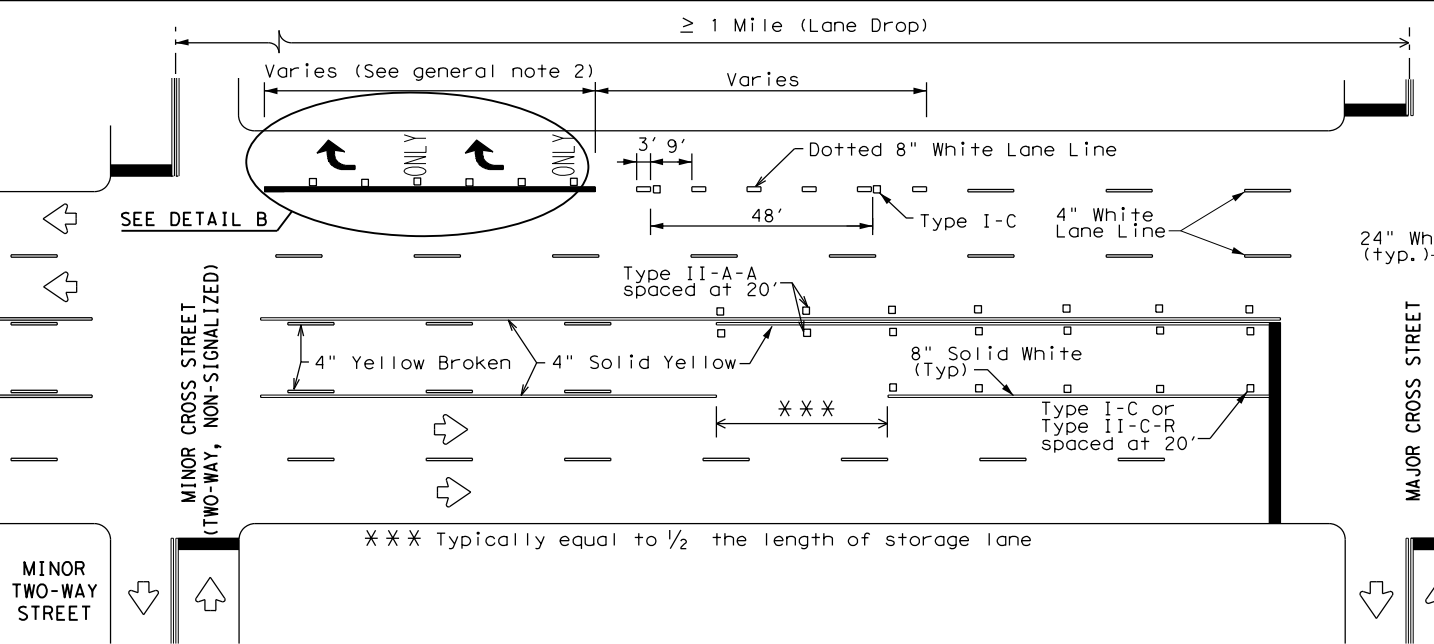 ≥ 1 Mile (Lane Drop)
Varies (See general note 2)
Varies
ONLY
ONLY
3' 9'
Dotted 8" White Lane Line
SEE DETAIL B
48'
Type I-C
4" White
Lane Line
24" Wh
(typ.)
Type II-A-A
spaced at 20'
MINOR CROSS STREET
(TWO-WAY, NON-SIGNALIZED)
4" Yellow Broken
4" Solid Yellow
8" Solid White
(Typ)
***
Type I-C or
Type II-C-R
spaced at 20'
MAJOR CROSS STREET
*** Typically equal to 1/2 the length of storage lane
MINOR
TWO-WAY
STREET